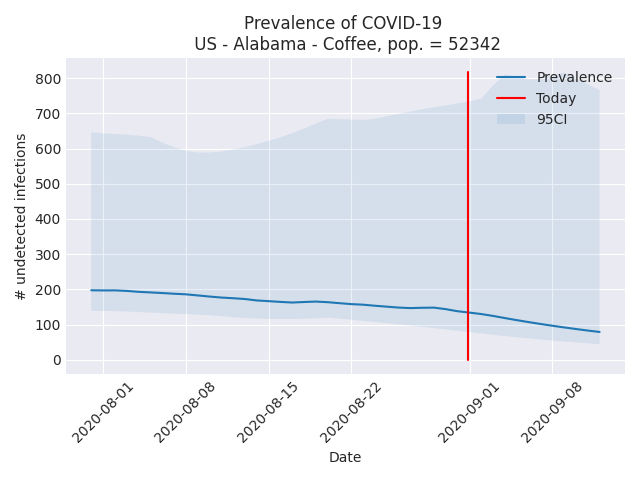 Prevalence of COVID-19
US - Alabama - Coffee, pop. = 52342
800
700
600
500
400
300
200
100
0
# undetected infections
Prevalence
Today
95CI
2020-08-01
2020-08-08
2020-08-15
2020-08-22
2020-09-01
2020-09-08
Date